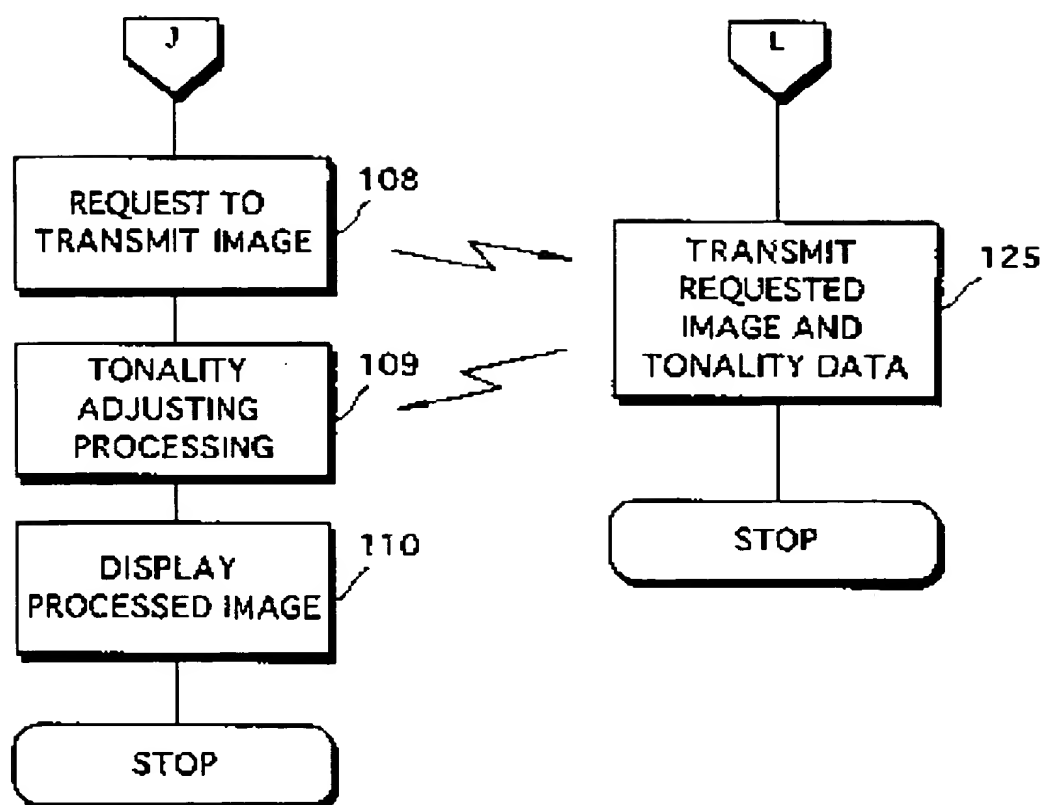 J
REQUEST TO
TRANSMIT IMAGE
108
TONALITY
ADJUSTING
PROCESSING
109
DISPLAY
PROCESSED IMAGE
110
STOP
L
TRANSMIT
REQUESTED
IMAGE AND
TONALITY DATA
125
STOP